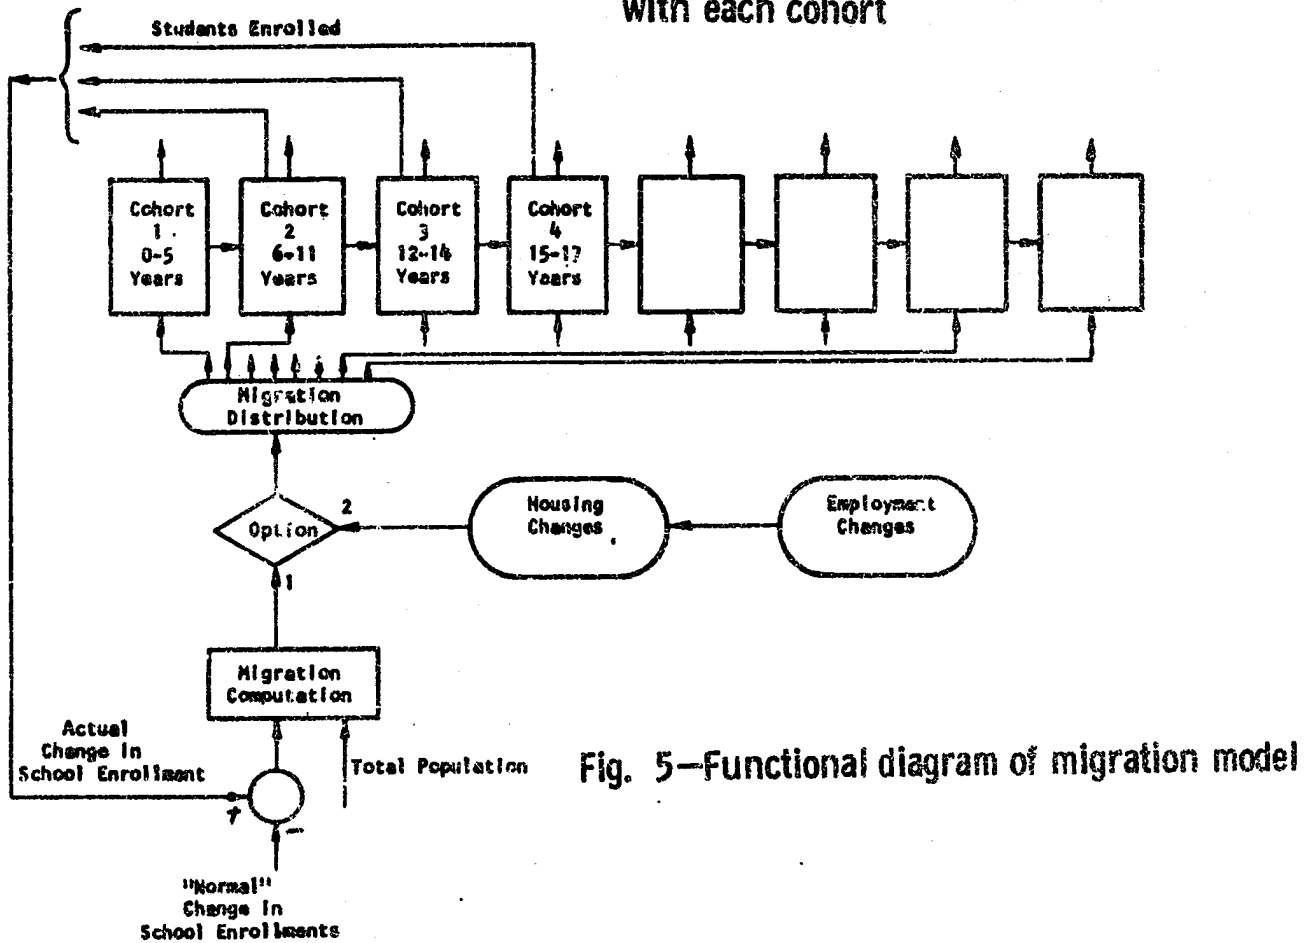 with each cohort
Students Enrolled
Cohort
1
0-5
Years
Cohort
2
6-11
Years
Cohort
3
12-14
Years
Cohort
4
15-17
Years
Migration
Distribution
Option
2
1
Housing
Changes
Employment
Changes
Migration
Computation
Actual
Change in
School Enrollment
+
Total Population
−
"Normal"
Change in
School Enrollments
Fig. 5—Functional diagram of migration model